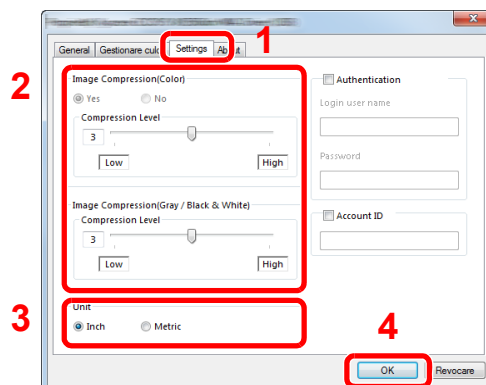 1
General Gestionare culo Settings About
2
Image Compression(Color)
Yes No
Compression Level
3
Low High
Image Compression(Gray / Black & White)
Compression Level
3
Low High
Authentication
Login user name
Password
Account ID
3
Unit
Inch Metric
4
OK Revocare